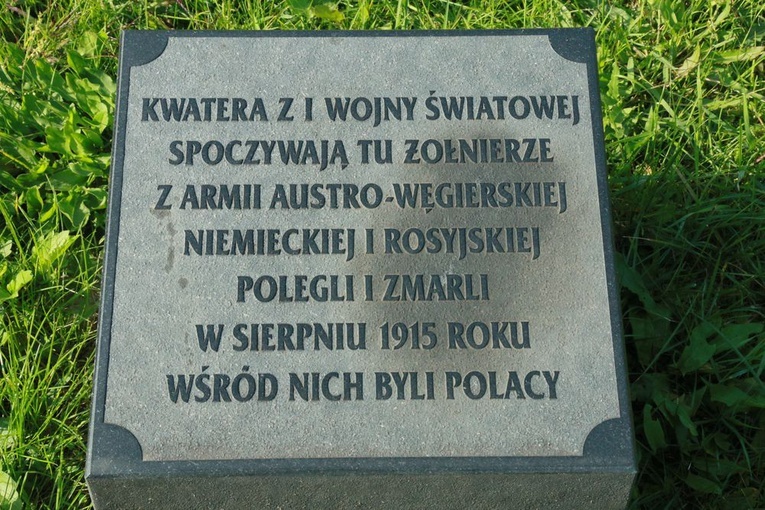 KWATERA Z I WOJNY ŚWIATOWEJ
SPOCZYWAJĄ TU ŻOŁNIERZE
Z ARMII AUSTRO-WĘGIERSKIEJ
NIEMIECKIEJ I ROSYJSKIEJ
POLEGLI I ZMARLI
W SIERPNIU 1915 ROKU
WŚRÓD NICH BYLI POLACY